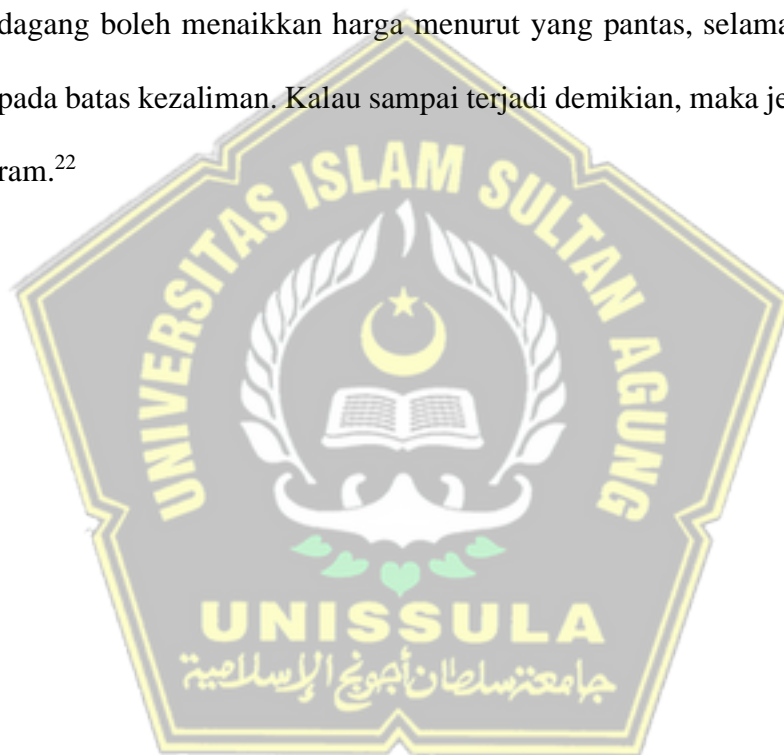 dagang boleh menaikkan harga menurut yang pantas, selama
pada batas kezaliman. Kalau sampai terjadi demikian, maka je
ram.²²
UNIVERSITAS ISLAM SULTAN AGUNG
UNISSULA
جامعنساطان أجونج الإسلامية